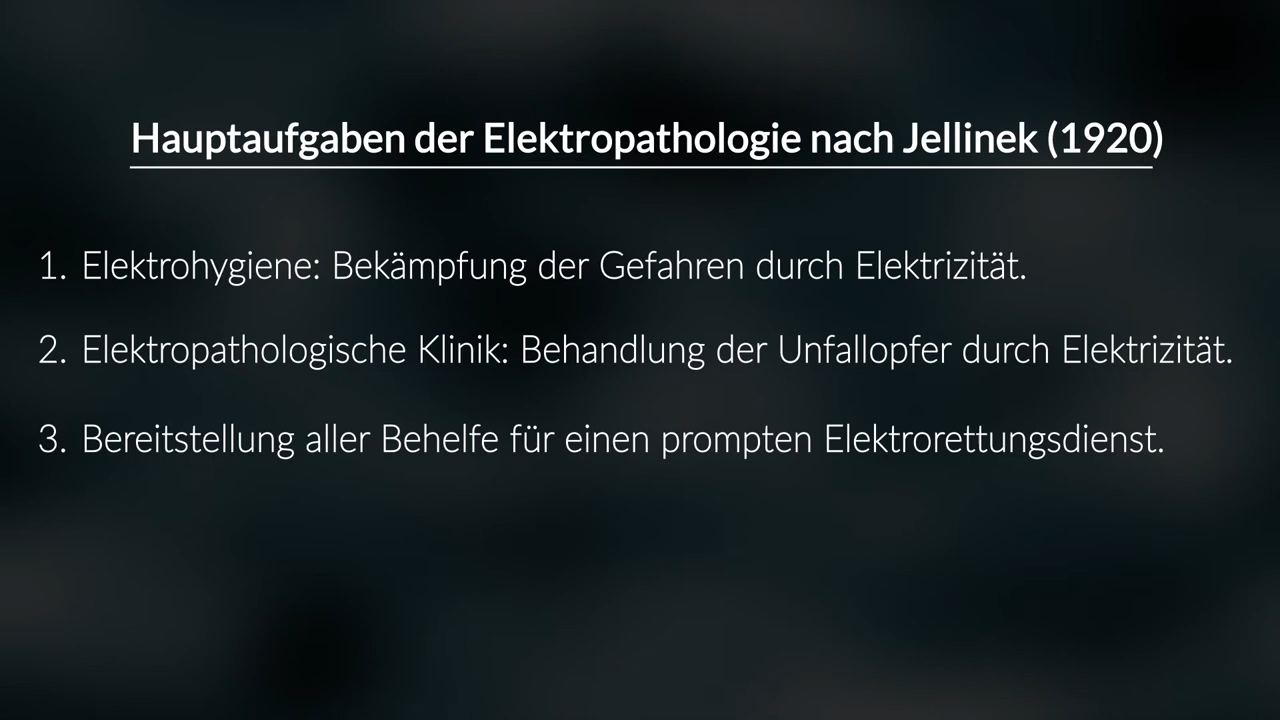 Hauptaufgaben der Elektropathologie nach Jellinek (1920)
1. Elektrohygiene: Bekämpfung der Gefahren durch Elektrizität.
2. Elektropathologische Klinik: Behandlung der Unfallopfer durch Elektrizität.
3. Bereitstellung aller Behelfe für einen prompten Elektrorettungsdienst.